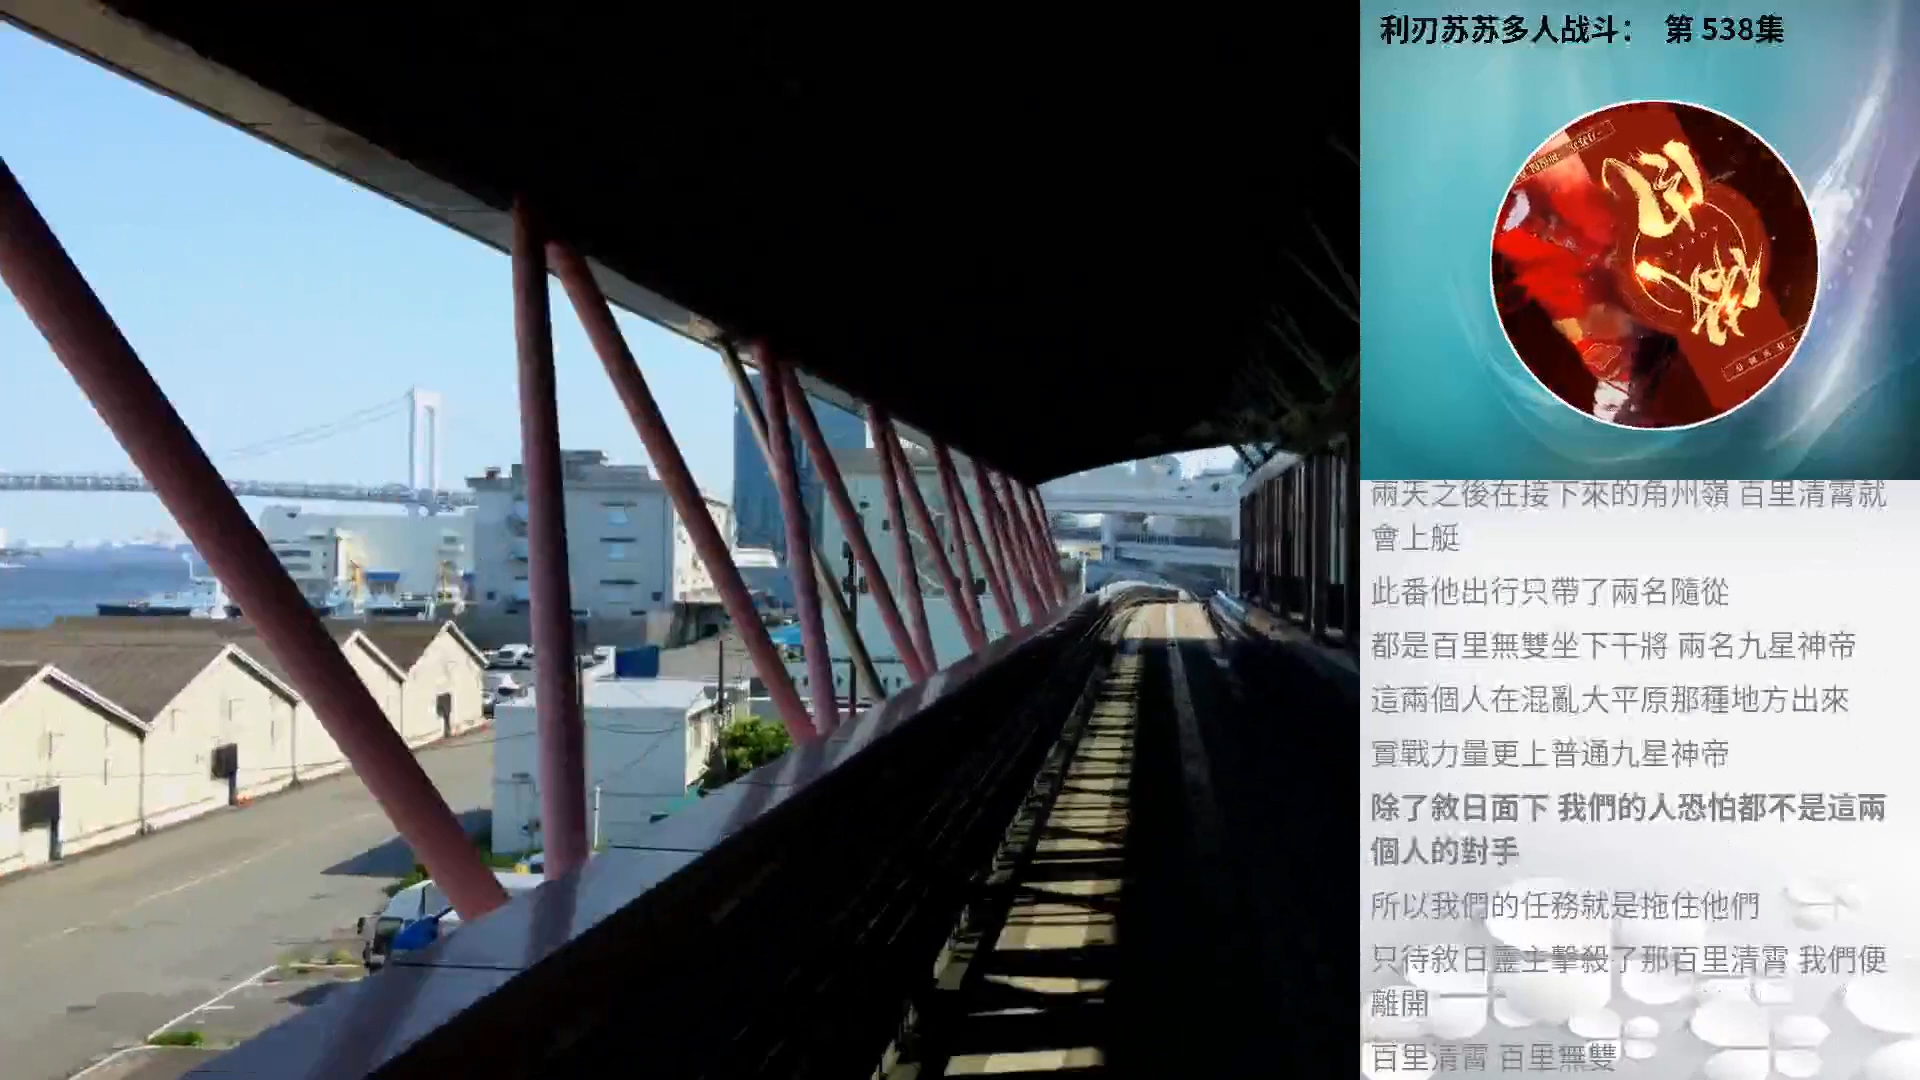 利刃苏苏多人战斗： 第 538集
兩天之後在接下來的角州嶺 百里清霄就
會上艇
此番他出行只帶了兩名隨從
都是百里無雙坐下干將 兩名九星神帝
這兩個人在混亂大平原那種地方出來
實戰力量更上普通九星神帝
除了敘日面下 我們的人恐怕都不是這兩
個人的對手
所以我們的任務就是拖住他們
只待敘日靈主擊殺了那百里清霄 我們便
離開
百里清霄 百里無雙